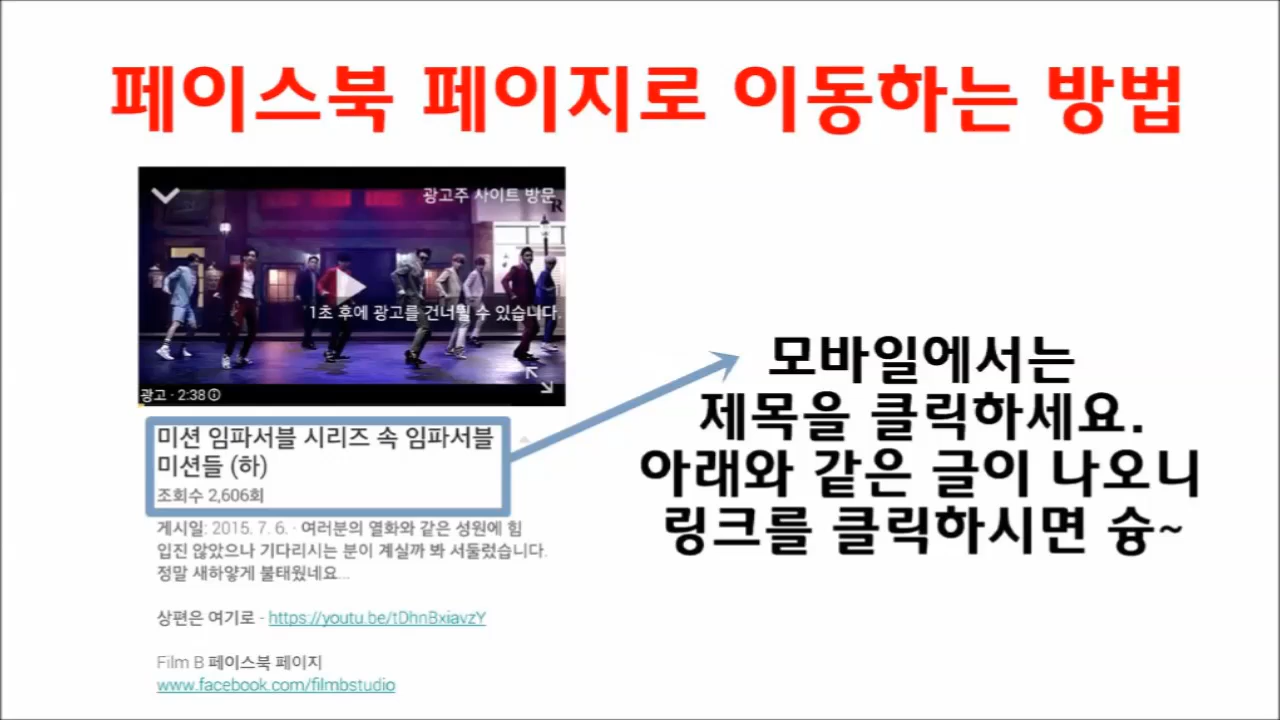 페이스북 페이지로 이동하는 방법
광고주 사이트 방문
R
1초 후에 광고를 건너뛸 수 있습니다.
광고 · 2:38ⓘ
미션 임파서블 시리즈 속 임파서블
미션들 (하)
조회수 2,606회
게시일: 2015. 7. 6. · 여러분의 열화와 같은 성원에 힘
입진 않았으나 기다리시는 분이 계실까 봐 서둘렀습니다.
정말 새하얗게 불태웠네요...
상편은 여기로 - https://youtu.be/tDhnBxiavzY
Film B 페이스북 페이지
www.facebook.com/filmbstudio
모바일에서는
제목을 클릭하세요.
아래와 같은 글이 나오니
링크를 클릭하시면 슝~